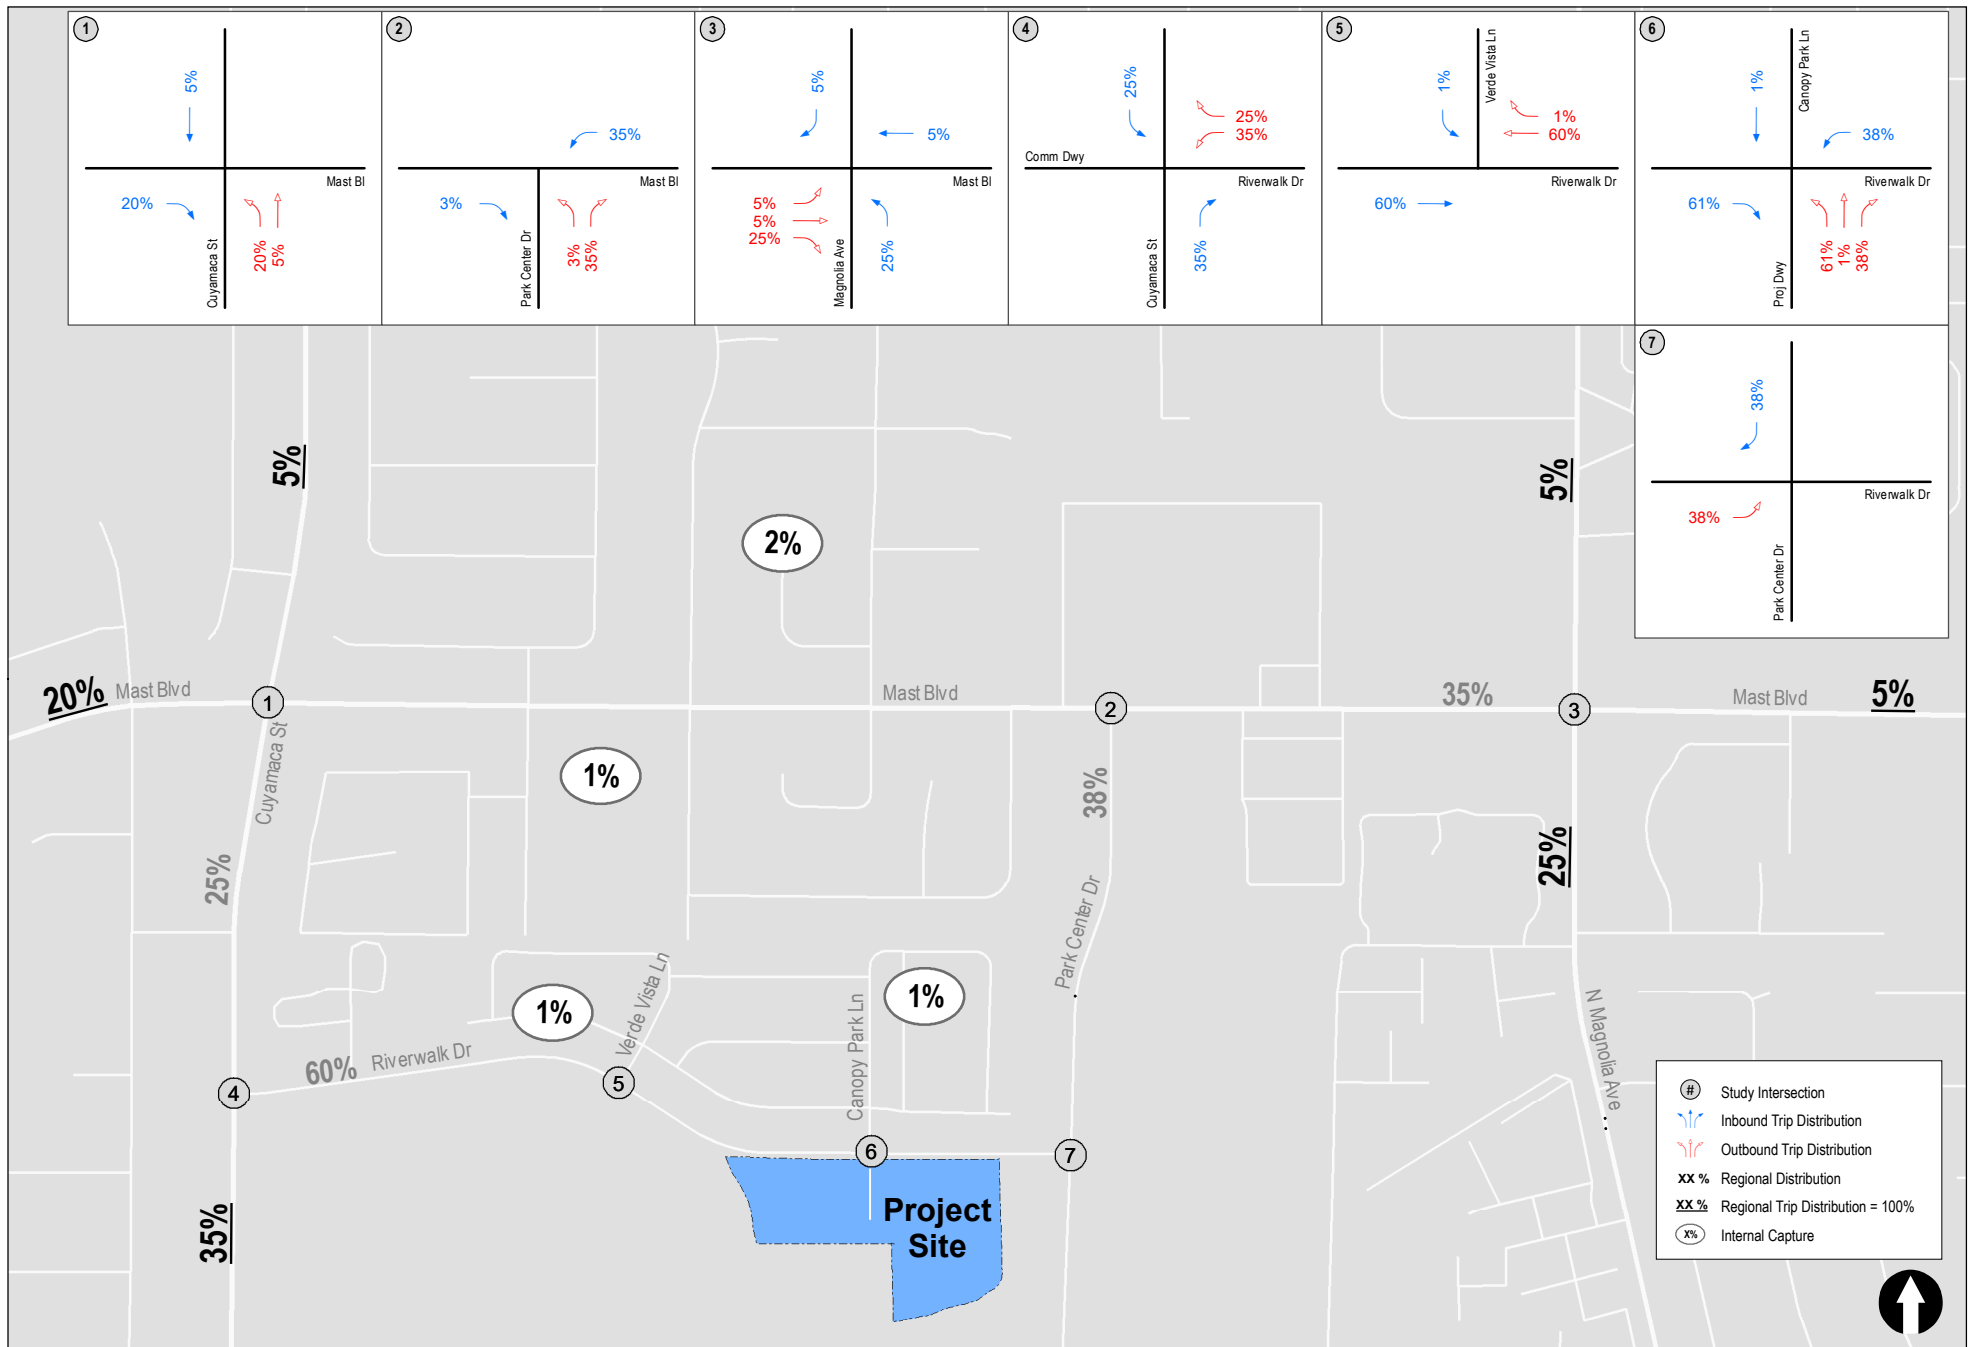 1
5%
20%
Mast Bl
20%
5%
Cuyamaca St
2
35%
Mast Bl
3%
3%
35%
Park Center Dr
3
5%
5%
Mast Bl
5%
5%
25%
25%
Magnolia Ave
4
25%
25%
35%
Comm Dwy
Riverwalk Dr
35%
Cuyamaca St
5
1%
Verde Vista Ln
1%
60%
Riverwalk Dr
60%
6
1%
Canopy Park Ln
38%
Riverwalk Dr
61%
61%
1%
38%
Proj Dwy
7
38%
Riverwalk Dr
38%
Park Center Dr
5%
5%
2%
20%
Mast Blvd
1
Mast Blvd
2
35%
3
Mast Blvd
5%
Cuyamaca St
1%
38%
25%
25%
Park Center Dr
1%
1%
Verde Vista Ln
Canopy Park Ln
N Magnolia Ave
60%
Riverwalk Dr
4
5
6
7
35%
Project
Site
# Study Intersection
Inbound Trip Distribution
Outbound Trip Distribution
XX % Regional Distribution
XX % Regional Trip Distribution = 100%
X% Internal Capture